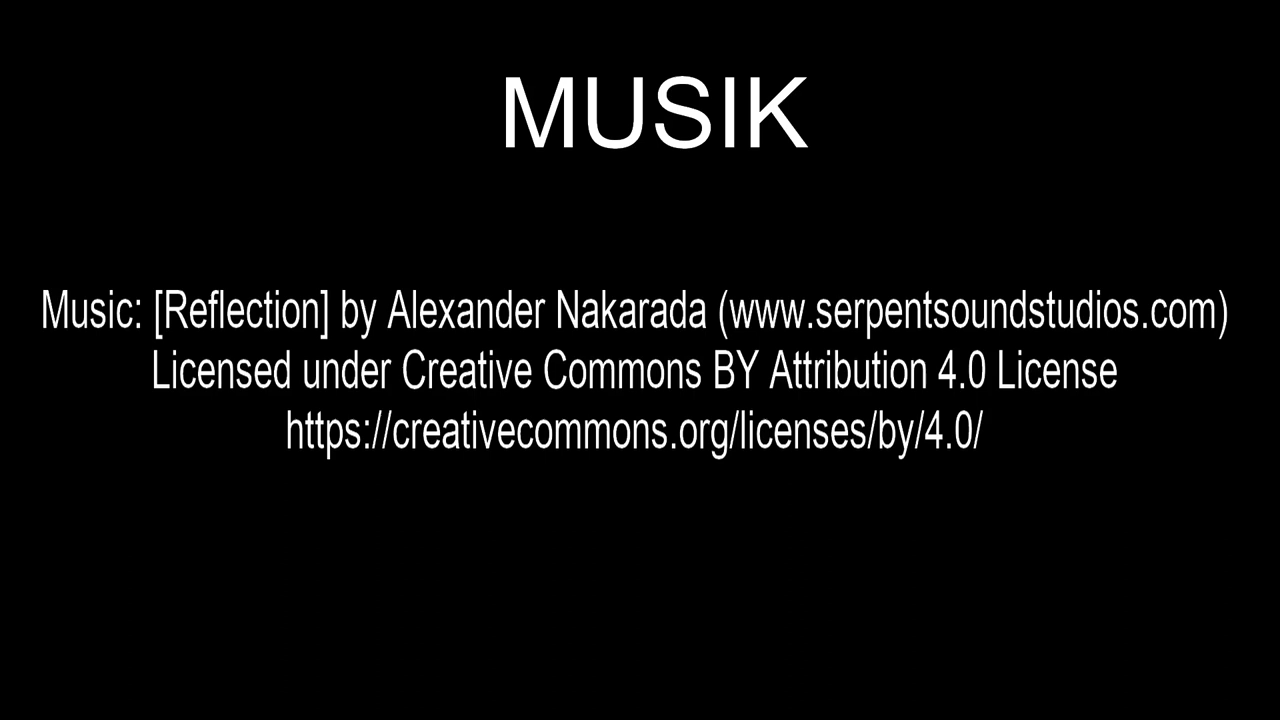 MUSIK
Music: [Reflection] by Alexander Nakarada (www.serpentsoundstudios.com)
Licensed under Creative Commons BY Attribution 4.0 License
https://creativecommons.org/licenses/by/4.0/